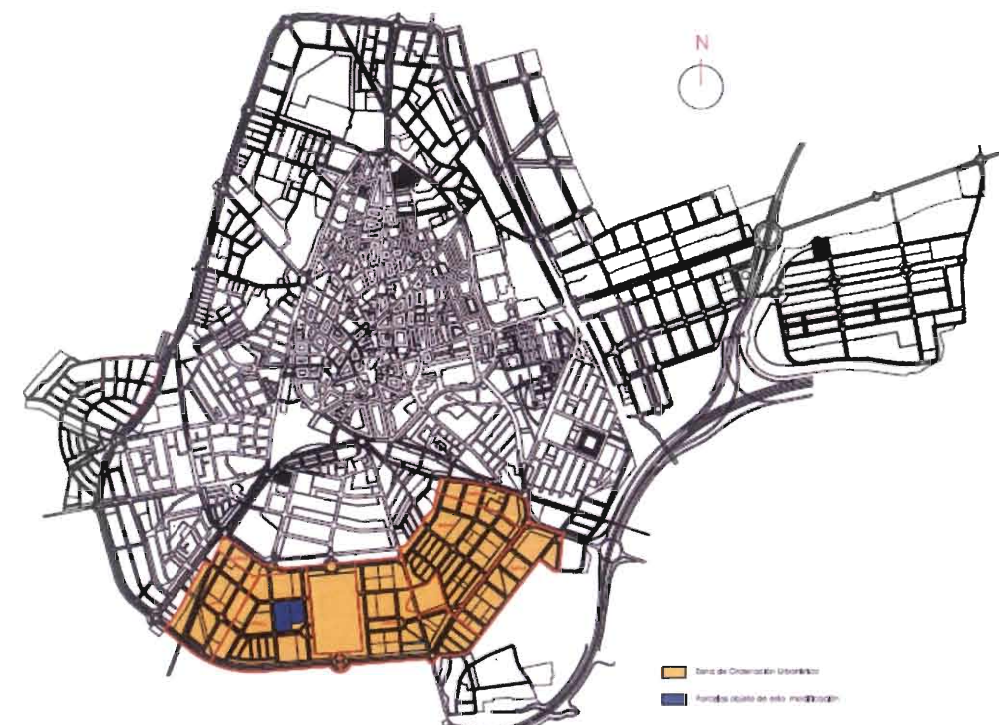 N
Zona de Ordenación Urbanística
Parcelas objeto de esta modificación